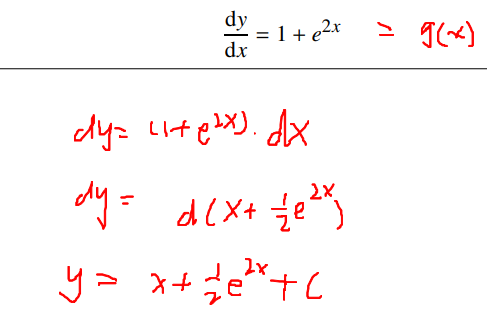 dy/dx = 1 + e^{2x} = g(x)
dy = (1 + e^{2x}). dx
dy = d(x + 1/2 e^{2x})
y = x + 1/2 e^{2x} + C